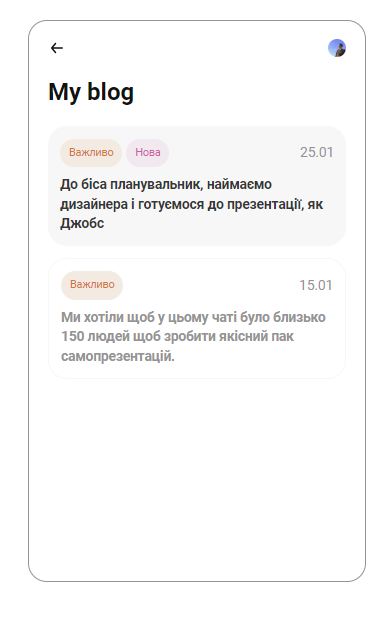 My blog
Важливо Нова 25.01
До біса планувальник, наймаємо
дизайнера і готуємося до презентації, як
Джобс
Важливо 15.01
Ми хотіли щоб у цьому чаті було близько
150 людей щоб зробити якісний пак
самопрезентацій.